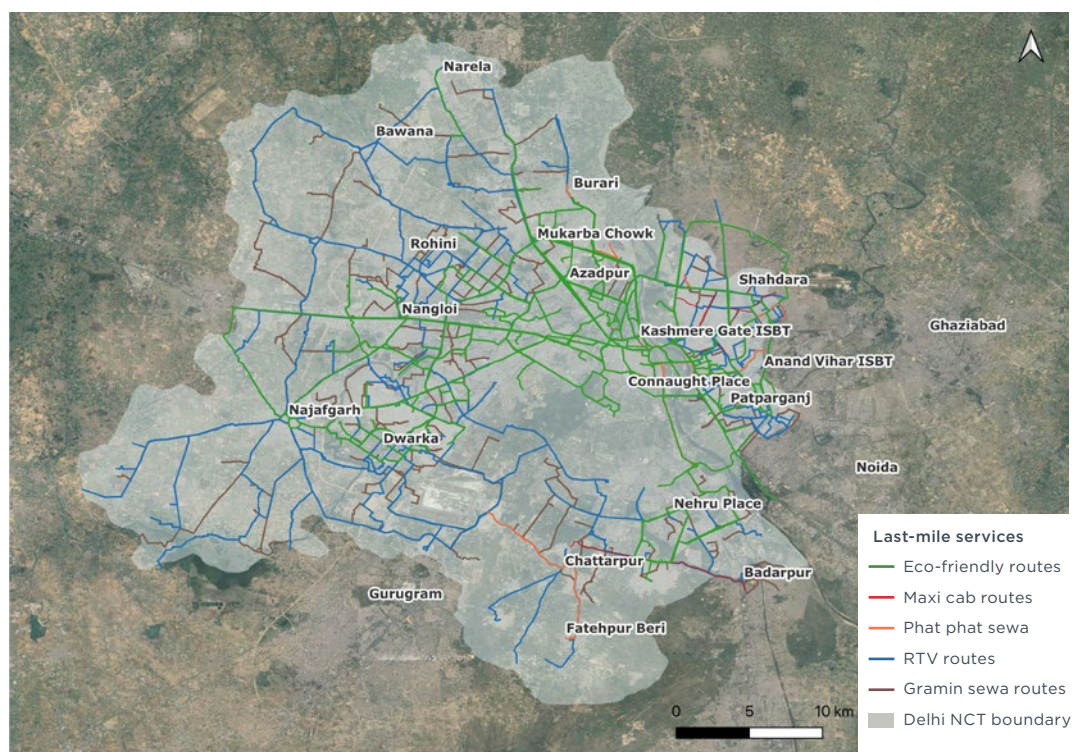 Narela
Bawana
Burari
Mukarba Chowk
Rohini
Azadpur
Shahdara
Nangloi
Kashmere Gate ISBT
Ghaziabad
Anand Vihar ISBT
Connaught Place
Patparganj
Najafgarh
Dwarka
Noida
Nehru Place
Chattarpur
Badarpur
Gurugram
Fatehpur Beri
Last-mile services
Eco-friendly routes
Maxi cab routes
Phat phat sewa
RTV routes
Gramin sewa routes
Delhi NCT boundary
0 5 10 km